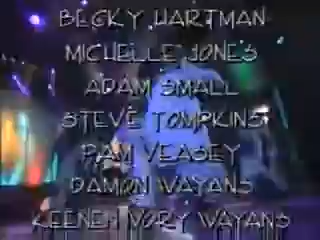 BECKY HARTMAN
MICHELLE JONES
ADAM SMALL
STEVE TOMPKINS
PAM VEASEY
DAMON WAYANS
KEENEN IVORY WAYANS